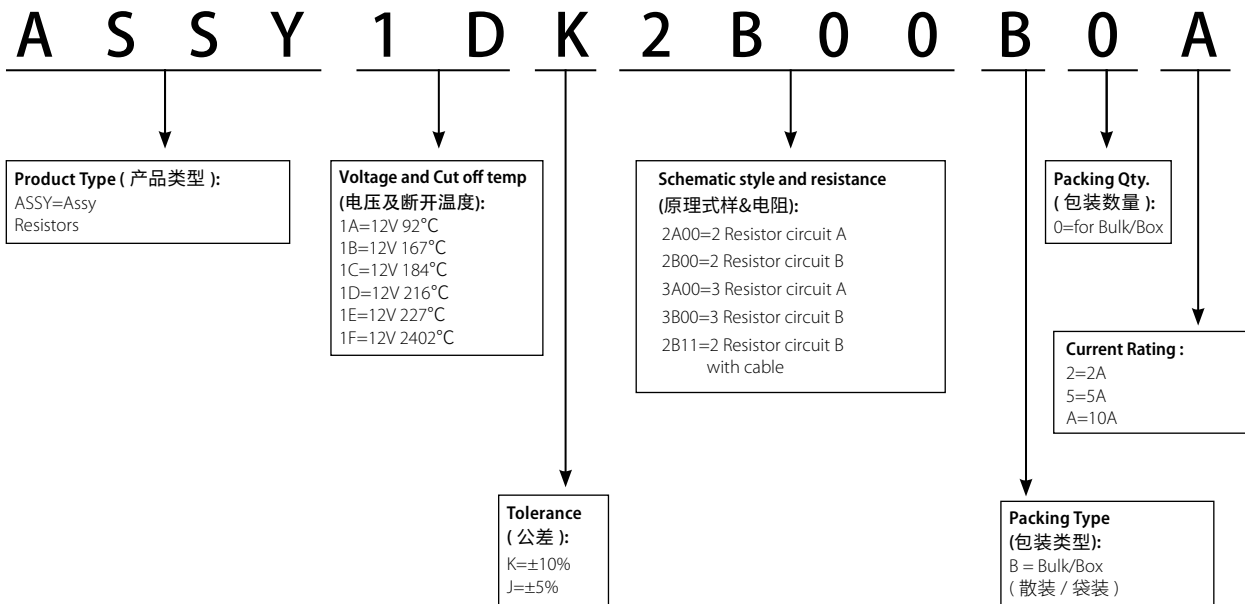 A S S Y 1 D K 2 B 0 0 B 0 A
Product Type ( 产品类型 ):
ASSY=Assy
Resistors
Voltage and Cut off temp
(电压及断开温度):
1A=12V 92°C
1B=12V 167°C
1C=12V 184°C
1D=12V 216°C
1E=12V 227°C
1F=12V 2402°C
Schematic style and resistance
(原理式样&电阻):
2A00=2 Resistor circuit A
2B00=2 Resistor circuit B
3A00=3 Resistor circuit A
3B00=3 Resistor circuit B
2B11=2 Resistor circuit B
with cable
Packing Qty.
( 包装数量 ):
0=for Bulk/Box
Current Rating :
2=2A
5=5A
A=10A
Tolerance
( 公差 ):
K=±10%
J=±5%
Packing Type
(包装类型):
B = Bulk/Box
( 散装 / 袋装 )